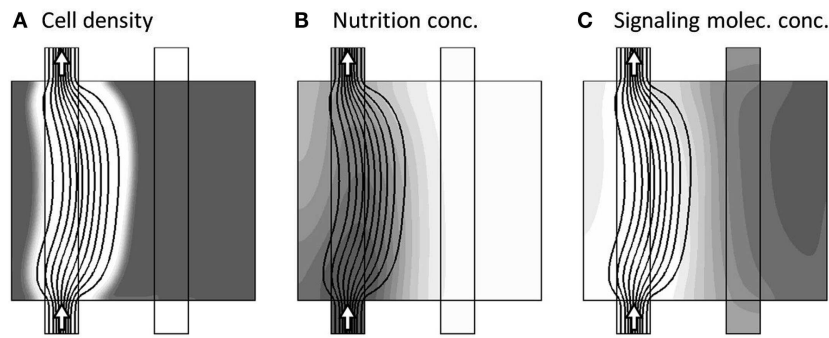 A Cell density
B Nutrition conc.
C Signaling molec. conc.